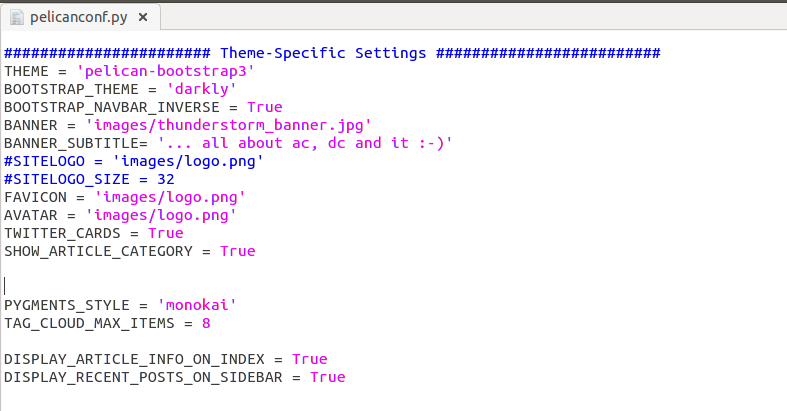 pelicanconf.py ×
####################### Theme-Specific Settings #########################
THEME = 'pelican-bootstrap3'
BOOTSTRAP_THEME = 'darkly'
BOOTSTRAP_NAVBAR_INVERSE = True
BANNER = 'images/thunderstorm_banner.jpg'
BANNER_SUBTITLE= '... all about ac, dc and it :-)'
#SITELOGO = 'images/logo.png'
#SITELOGO_SIZE = 32
FAVICON = 'images/logo.png'
AVATAR = 'images/logo.png'
TWITTER_CARDS = True
SHOW_ARTICLE_CATEGORY = True
PYGMENTS_STYLE = 'monokai'
TAG_CLOUD_MAX_ITEMS = 8
DISPLAY_ARTICLE_INFO_ON_INDEX = True
DISPLAY_RECENT_POSTS_ON_SIDEBAR = True